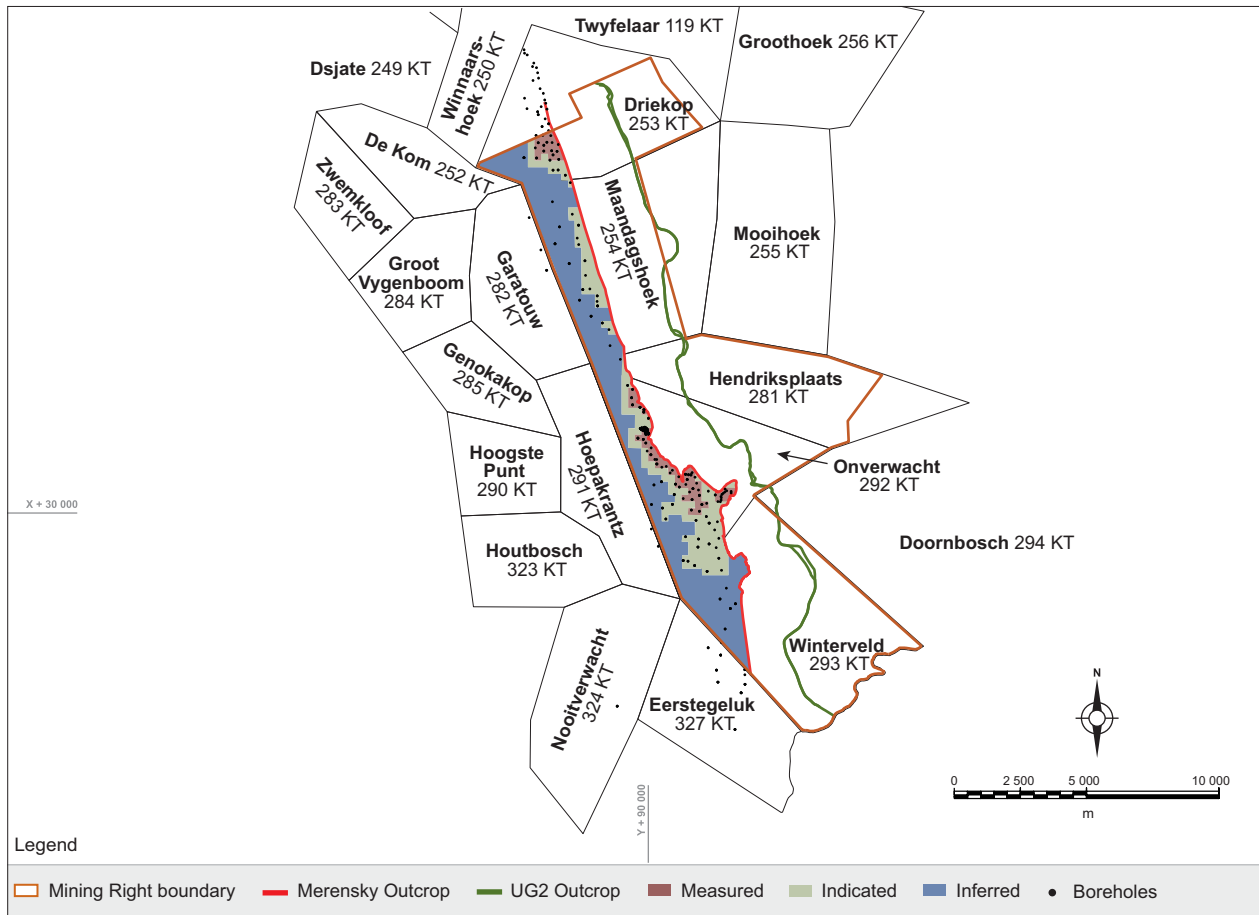 Twyfelaar 119 KT
Groothoek 256 KT
Dsjate 249 KT
Winnaars-
hoek 250 KT
Driekop
253 KT
De Kom 252 KT
Zwemkloof
283 KT
Maandagshoek
254 KT
Mooihoek
255 KT
Groot
Vygenboom
284 KT
Garatouw
282 KT
Genokakop
285 KT
Hendriksplaats
281 KT
Hoogste
Punt
290 KT
Hoepakrantz
291 KT
Onverwacht
292 KT
X + 30 000
Houtbosch
323 KT
Doornbosch 294 KT
Nooitverwacht
324 KT
Winterveld
293 KT
Eerstegeluk
327 KT
N
Y + 90 000
0 2 500 5 000 10 000
m
Legend
Mining Right boundary Merensky Outcrop UG2 Outcrop Measured Indicated Inferred Boreholes